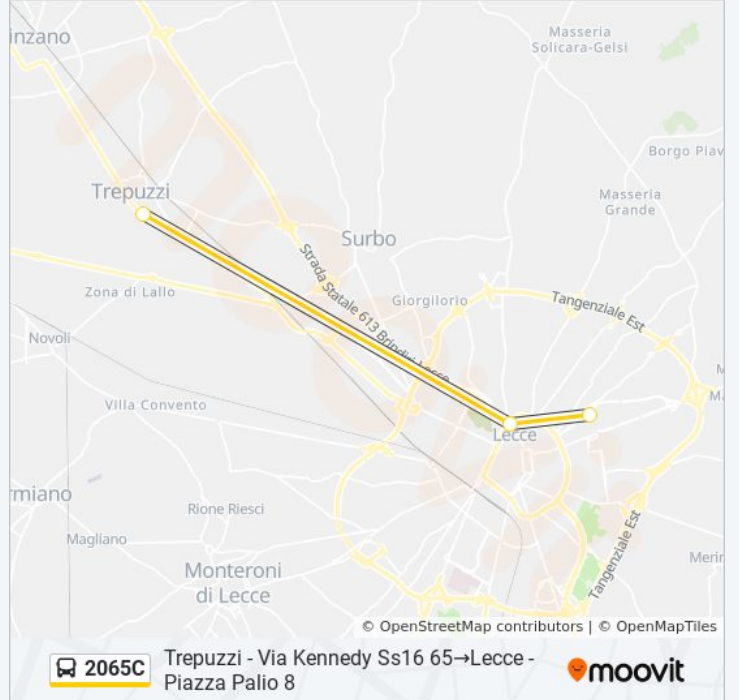 inzano
Masseria
Solicara-Gelsi
Borgo Piav
Trepuzzi
Masseria
Grande
Surbo
Zona di Lallo
Giorgilorio
Strada Statale 613 Brindisi-Lecce
Tangenziale Est
Novoli
Villa Convento
Lecce
rmiano
Rione Riesci
Magliano
Tangenziale Est
Merin
Monteroni
di Lecce
© OpenStreetMap contributors | © OpenMapTiles
2065C
Trepuzzi - Via Kennedy Ss16 65→Lecce -
Piazza Palio 8
moovit